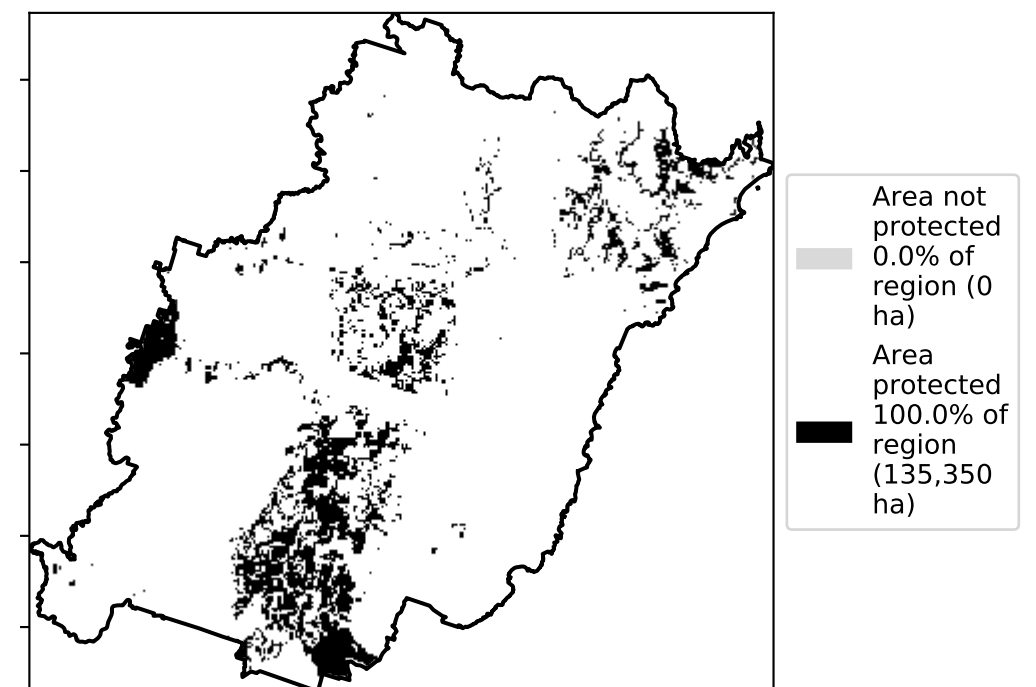 Area not
protected
0.0% of
region (0
ha)
Area
protected
100.0% of
region
(135,350
ha)